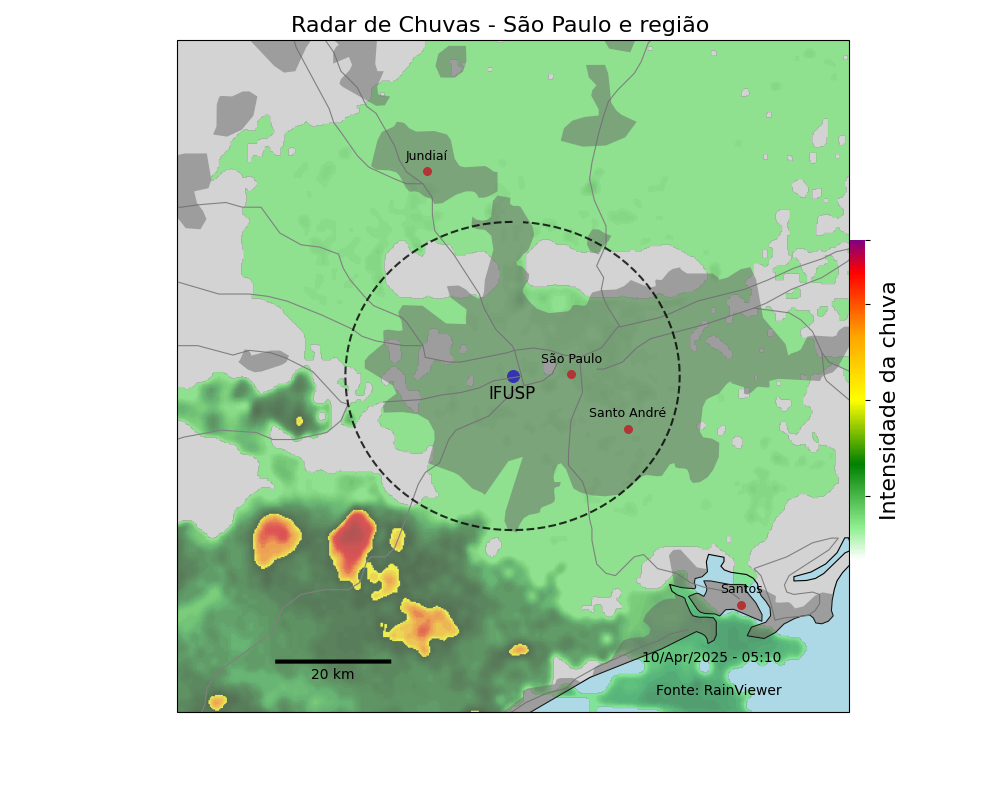 Radar de Chuvas - São Paulo e região
Jundiaí
São Paulo
IFUSP
Santo André
Intensidade da chuva
Santos
10/Apr/2025 - 05:10
20 km
Fonte: RainViewer